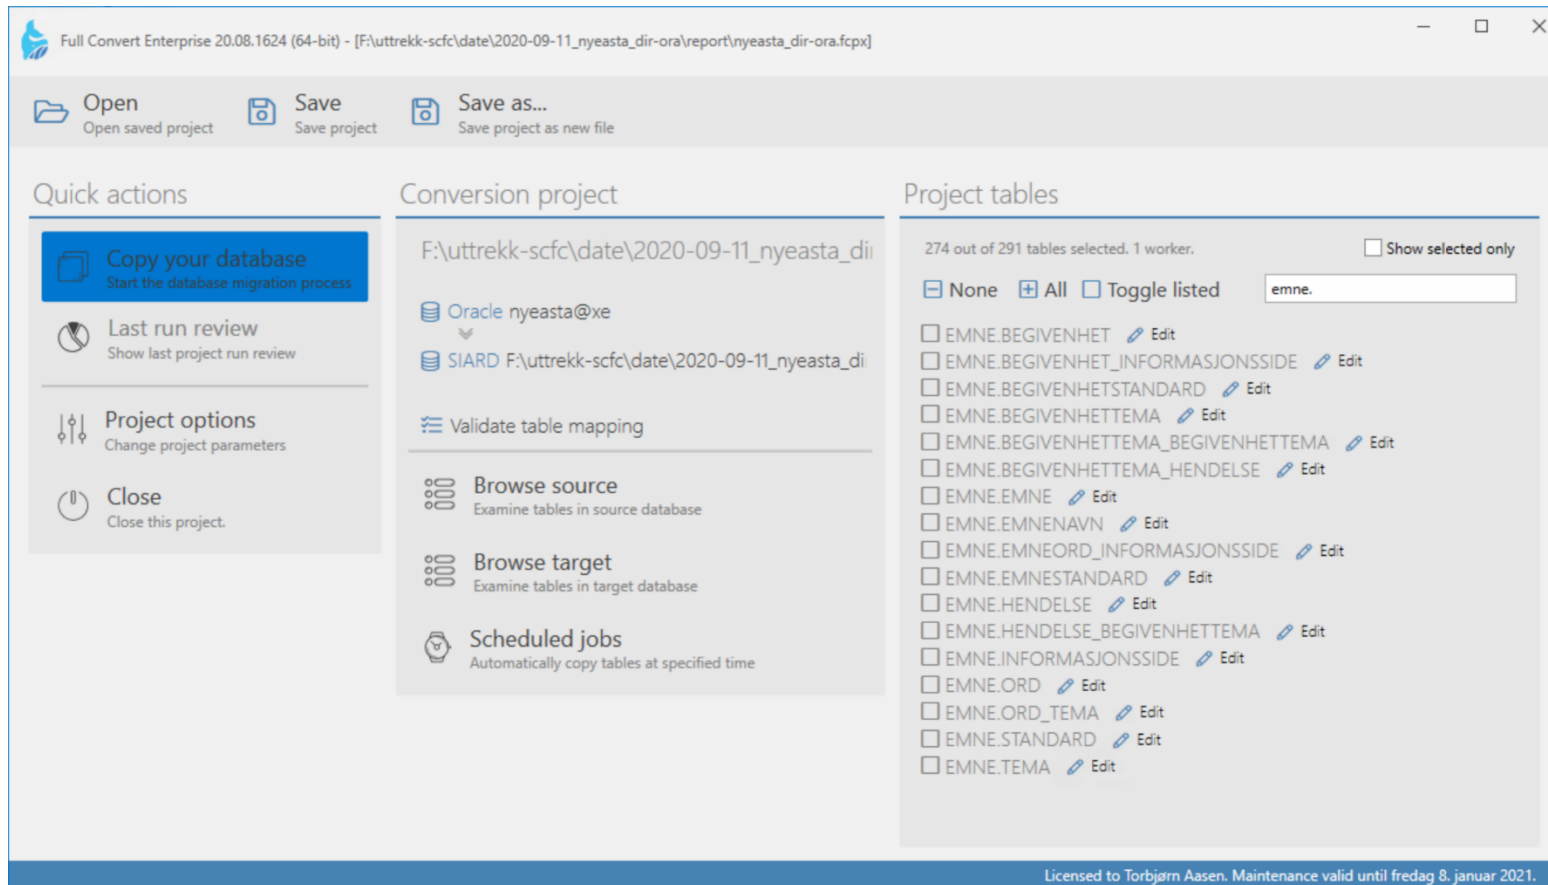 Full Convert Enterprise 20.08.1624 (64-bit) - [F:\uttrekk-scfc\date\2020-09-11_nyeasta_dir-ora\report\nyeasta_dir-ora.fcpx]
Open
Open saved project
Save
Save project
Save as...
Save project as new file
Quick actions
Copy your database
Start the database migration process
Last run review
Show last project run review
Project options
Change project parameters
Close
Close this project.
Conversion project
F:\uttrekk-scfc\date\2020-09-11_nyeasta_dir
Oracle nyeasta@xe
SIARD F:\uttrekk-scfc\date\2020-09-11_nyeasta_di
Validate table mapping
Browse source
Examine tables in source database
Browse target
Examine tables in target database
Scheduled jobs
Automatically copy tables at specified time
Project tables
274 out of 291 tables selected. 1 worker.
Show selected only
None All Toggle listed
emne.
EMNE.BEGIVENHET Edit
EMNE.BEGIVENHET_INFORMASJONSSIDE Edit
EMNE.BEGIVENHETSTANDARD Edit
EMNE.BEGIVENHETTEMA Edit
EMNE.BEGIVENHETTEMA_BEGIVENHETTEMA Edit
EMNE.BEGIVENHETTEMA_HENDELSE Edit
EMNE.EMNE Edit
EMNE.EMNENAVN Edit
EMNE.EMNEORD_INFORMASJONSSIDE Edit
EMNE.EMNESTANDARD Edit
EMNE.HENDELSE Edit
EMNE.HENDELSE_BEGIVENHETTEMA Edit
EMNE.INFORMASJONSSIDE Edit
EMNE.ORD Edit
EMNE.ORD_TEMA Edit
EMNE.STANDARD Edit
EMNE.TEMA Edit
Licensed to Torbjørn Aasen. Maintenance valid until fredag 8. januar 2021.